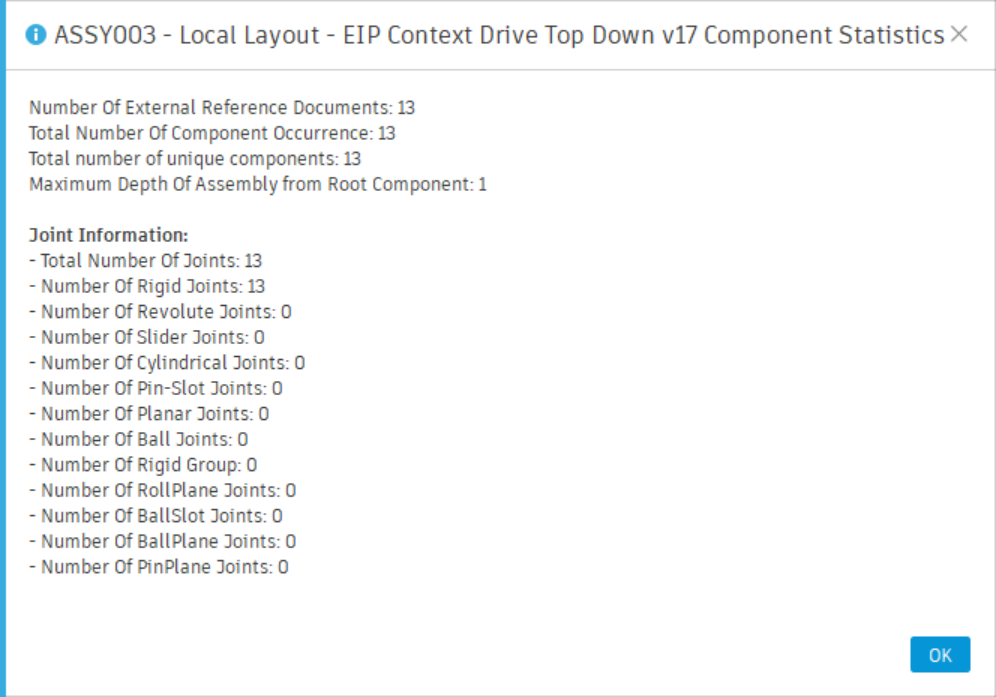 ASSY003 - Local Layout - EIP Context Drive Top Down v17 Component Statistics
Number Of External Reference Documents: 13
Total Number Of Component Occurrence: 13
Total number of unique components: 13
Maximum Depth Of Assembly from Root Component: 1
Joint Information:
- Total Number Of Joints: 13
- Number Of Rigid Joints: 13
- Number Of Revolute Joints: 0
- Number Of Slider Joints: 0
- Number Of Cylindrical Joints: 0
- Number Of Pin-Slot Joints: 0
- Number Of Planar Joints: 0
- Number Of Ball Joints: 0
- Number Of Rigid Group: 0
- Number Of RollPlane Joints: 0
- Number Of BallSlot Joints: 0
- Number Of BallPlane Joints: 0
- Number Of PinPlane Joints: 0
OK